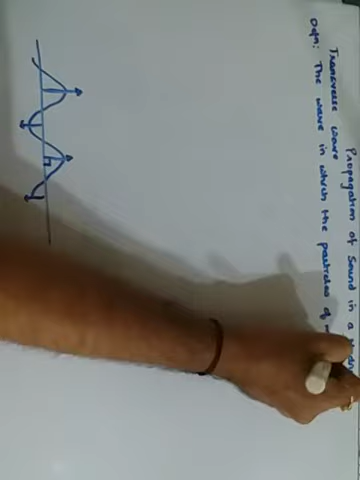 Propagation of Sound in a
Transverse wave
Defn: The wave in which the particles of